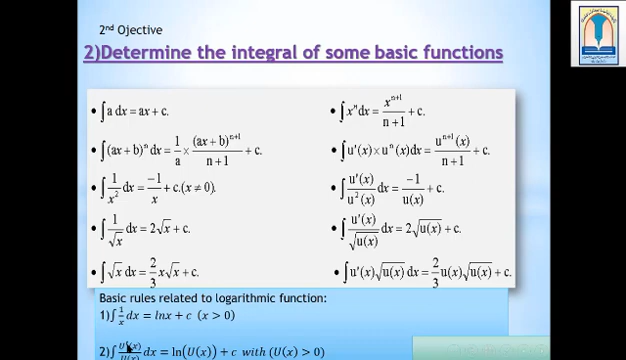 2nd Ojective
2)Determine the integral of some basic functions
• ∫ a dx = ax + c.
• ∫ xⁿ dx = xⁿ⁺¹/(n+1) + c.
• ∫ (ax + b)ⁿ dx = 1/a × (ax + b)ⁿ⁺¹/(n+1) + c.
• ∫ u'(x) × uⁿ(x)dx = uⁿ⁺¹(x)/(n+1) + c.
• ∫ 1/x² dx = −1/x + c.(x ≠ 0).
• ∫ u'(x)/u²(x) dx = −1/u(x) + c.
• ∫ 1/√x dx = 2√x + c.
• ∫ u'(x)/√u(x) dx = 2√u(x) + c.
• ∫ √x dx = 2/3 x√x + c.
• ∫ u'(x)√u(x) dx = 2/3 u(x)√u(x) + c.
Basic rules related to logarithmic function:
1) ∫ 1/x dx = lnx + c (x > 0)
2) ∫ U'(x)/U(x) dx = ln(U(x)) + c with (U(x) > 0)